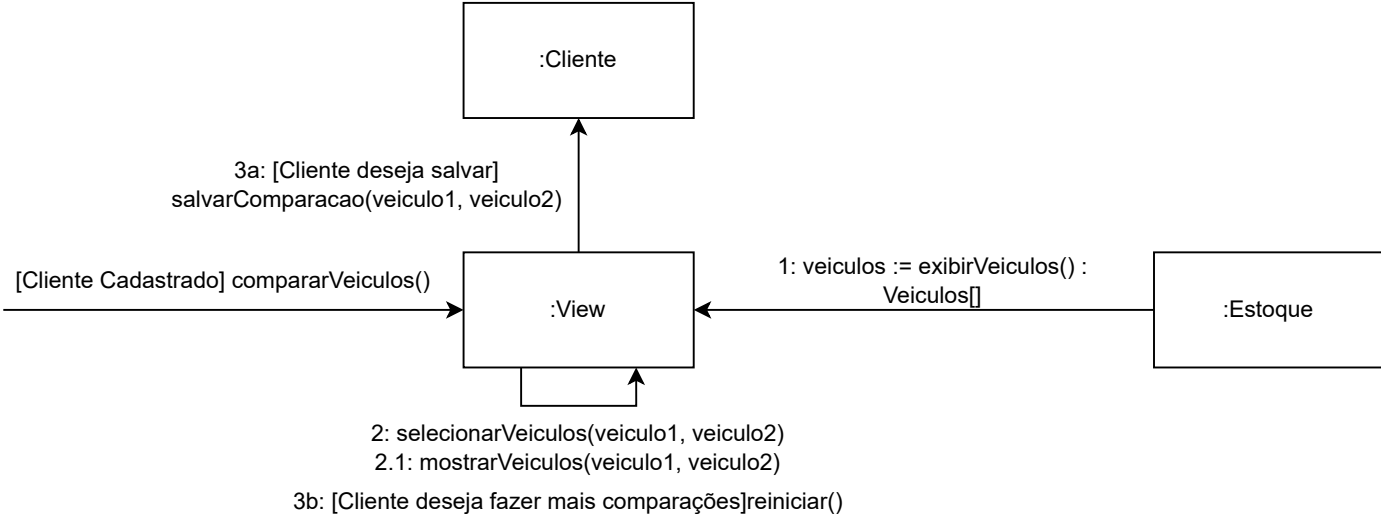 :Cliente
3a: [Cliente deseja salvar]
salvarComparacao(veiculo1, veiculo2)
[Cliente Cadastrado] compararVeiculos()
:View
1: veiculos := exibirVeiculos() :
Veiculos[]
:Estoque
2: selecionarVeiculos(veiculo1, veiculo2)
2.1: mostrarVeiculos(veiculo1, veiculo2)
3b: [Cliente deseja fazer mais comparações]reiniciar()